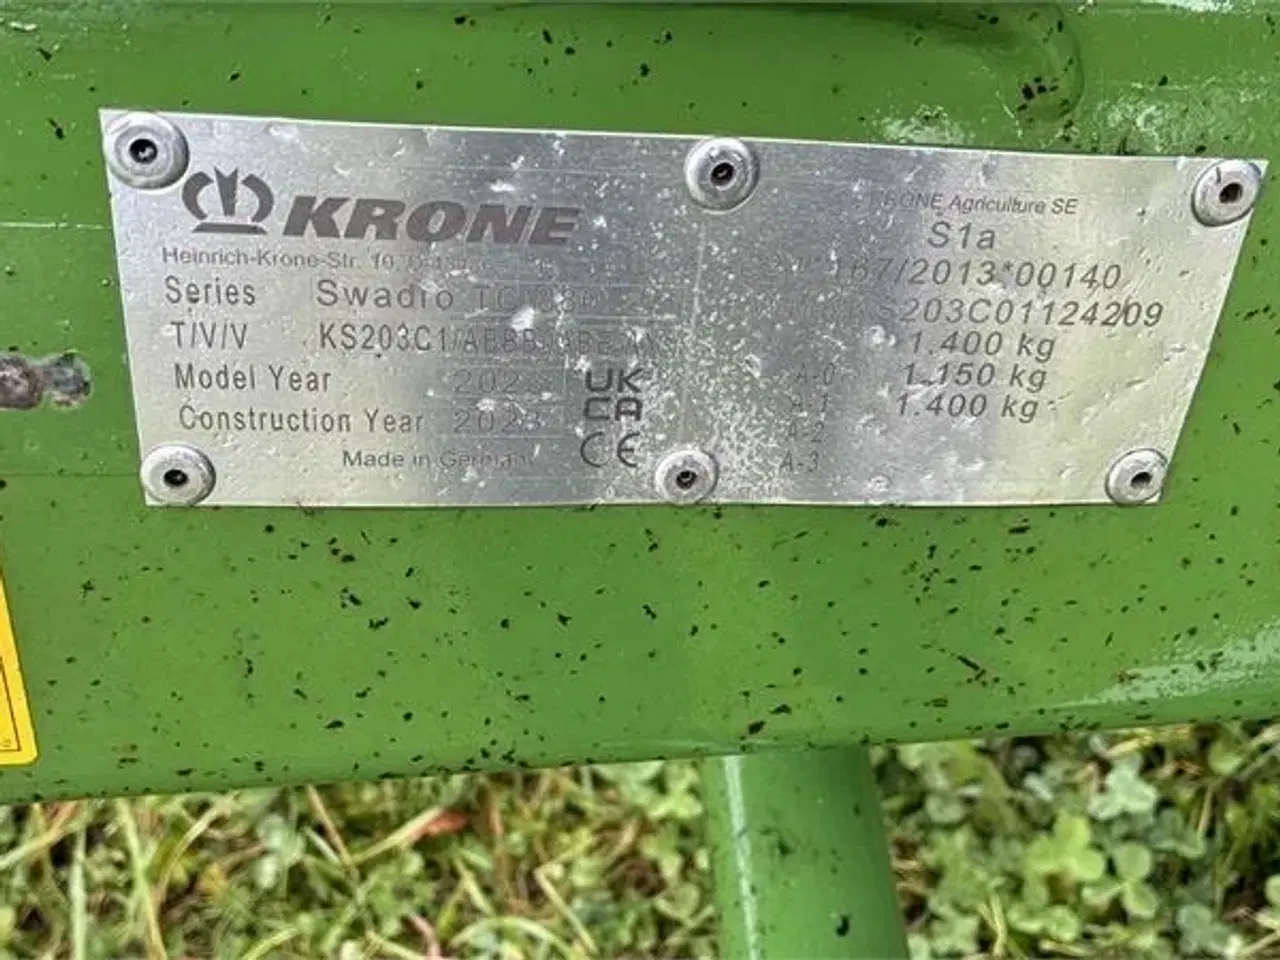 KRONE
Heinrich-Krone-Str. 10,
Series Swadro TC
T/V/V KS203C1/
Model Year
Construction Year 2023
Made in Germany
UK
CA
CE
KRONE Agriculture SE
S1a
167/2013*00140
S203C01124209
1.400 kg
A-0 1.150 kg
A-1 1.400 kg
A-2
A-3